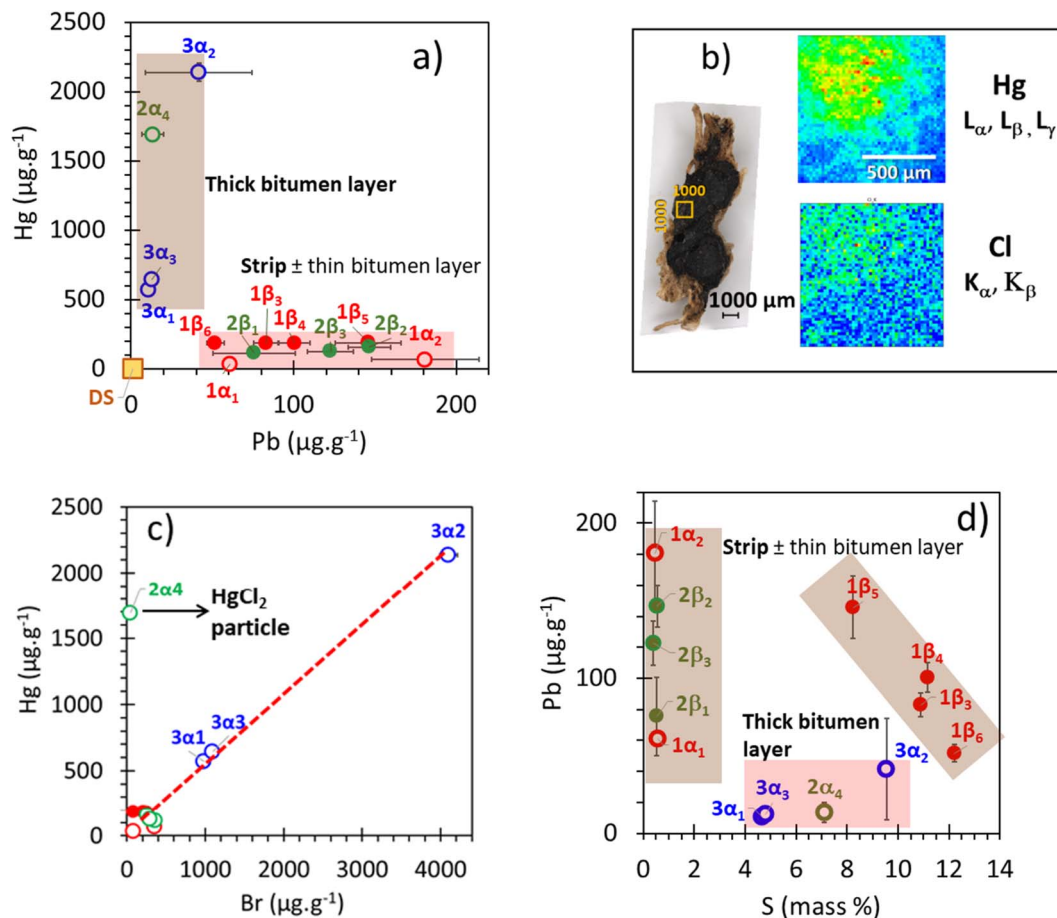 2500
2000
1500
1000
500
0
Hg (µg.g⁻¹)
a)
3α₂
2α₄
Thick bitumen layer
3α₃
3α₁
Strip ± thin bitumen layer
1β₃
1β₆
2β₁
1β₄
2β₃
1β₅
2β₂
1α₂
1α₁
DS
0
100
200
Pb (µg.g⁻¹)
b)
1000
1000
1000 µm
500 µm
Hg
Lα, Lβ, Lγ
Cl
Kα, Kβ
2500
2000
1500
1000
500
0
Hg (µg.g⁻¹)
c)
3α2
2α4
HgCl₂
particle
3α3
3α1
0
1000
2000
3000
4000
Br (µg.g⁻¹)
200
100
0
Pb (µg.g⁻¹)
d)
1α₂
Strip ± thin bitumen layer
2β₂
1β₅
2β₃
1β₄
2β₁
1β₃
1α₁
Thick bitumen
layer
1β₆
3α₂
3α₃
2α₄
3α₁
0
2
4
6
8
10
12
14
S (mass %)